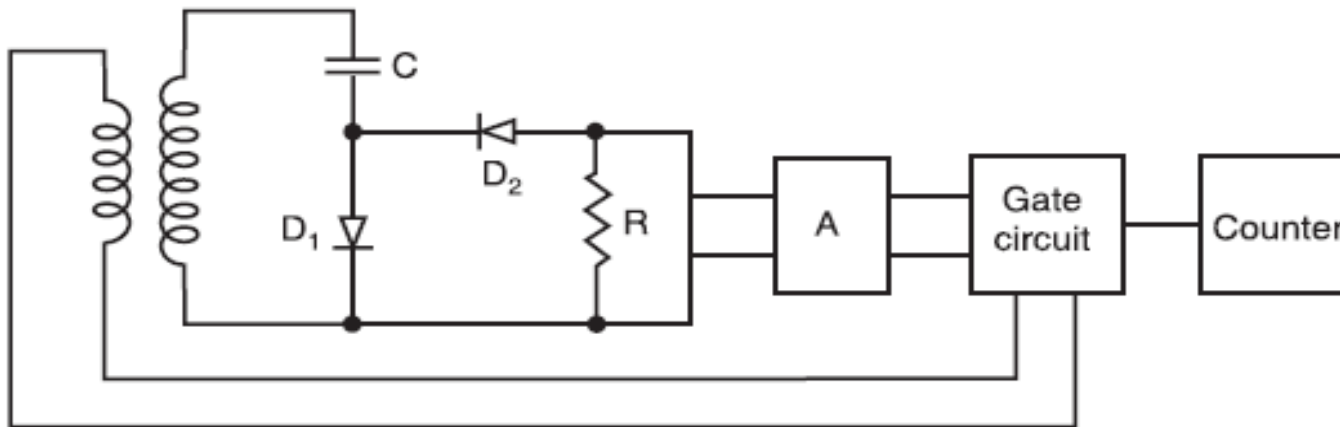 C
D₂
D₁
R
A
Gate
circuit
Counter